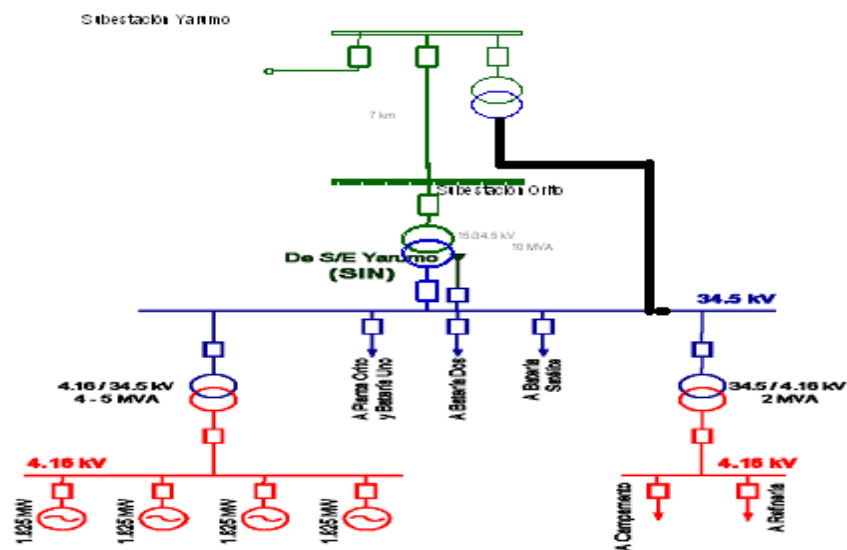 Subestación Yarumo
7 km
Subestación Orito
15/34.5 kV
10 MVA
De S/E Yarumo
(SIN)
34.5 kV
4.16 / 34.5 kV
4 - 5 MVA
A Planta Orito
y Batería Uno
A Batería Dos
A Batería
Satélite
34.5 / 4.16 kV
2 MVA
4.16 kV
4.16 kV
1.825 MW
1.825 MW
1.825 MW
1.825 MW
A Campamento
A Refinería